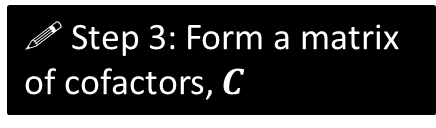 ✏ Step 3: Form a matrix
of cofactors, C